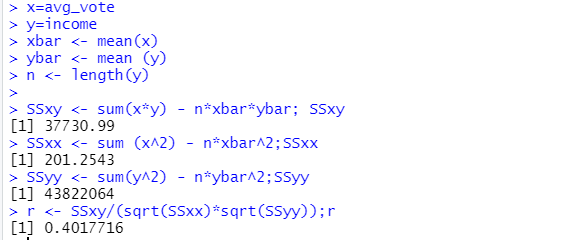 > x=avg_vote
> y=income
> xbar <- mean(x)
> ybar <- mean (y)
> n <- length(y)
>
> SSxy <- sum(x*y) - n*xbar*ybar; SSxy
[1] 37730.99
> SSxx <- sum (x^2) - n*xbar^2;SSxx
[1] 201.2543
> SSyy <- sum(y^2) - n*ybar^2;SSyy
[1] 43822064
> r <- SSxy/(sqrt(SSxx)*sqrt(SSyy));r
[1] 0.4017716